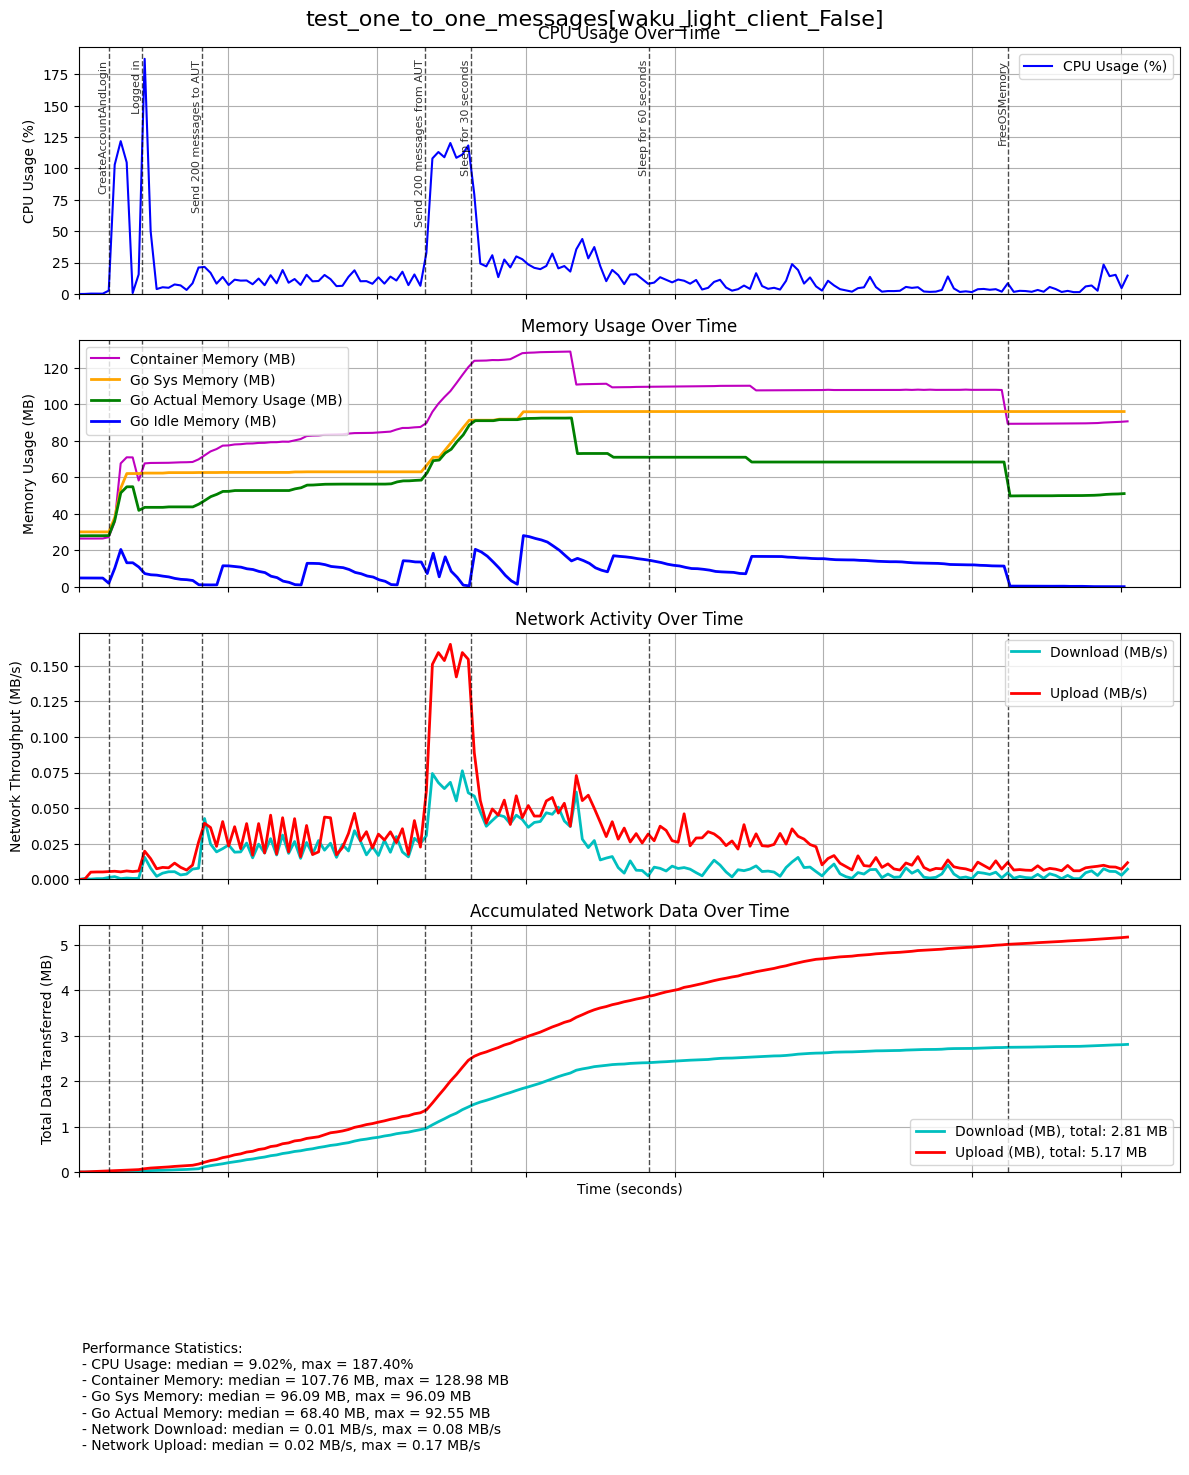 test_one_to_one_messages[waku_light_client_False]
CPU Usage Over Time
CPU Usage (%)
175
150
125
100
75
50
25
0
CreateAccountAndLogin
Logged in
Send 200 messages to AUT
Send 200 messages from AUT
Sleep for 30 seconds
Sleep for 60 seconds
FreeOSMemory
CPU Usage (%)
Memory Usage Over Time
Memory Usage (MB)
120
100
80
60
40
20
0
Container Memory (MB)
Go Sys Memory (MB)
Go Actual Memory Usage (MB)
Go Idle Memory (MB)
Network Activity Over Time
Network Throughput (MB/s)
0.150
0.125
0.100
0.075
0.050
0.025
0.000
Download (MB/s)
Upload (MB/s)
Accumulated Network Data Over Time
Total Data Transferred (MB)
5
4
3
2
1
0
Download (MB), total: 2.81 MB
Upload (MB), total: 5.17 MB
Time (seconds)
Performance Statistics:
- CPU Usage: median = 9.02%, max = 187.40%
- Container Memory: median = 107.76 MB, max = 128.98 MB
- Go Sys Memory: median = 96.09 MB, max = 96.09 MB
- Go Actual Memory: median = 68.40 MB, max = 92.55 MB
- Network Download: median = 0.01 MB/s, max = 0.08 MB/s
- Network Upload: median = 0.02 MB/s, max = 0.17 MB/s